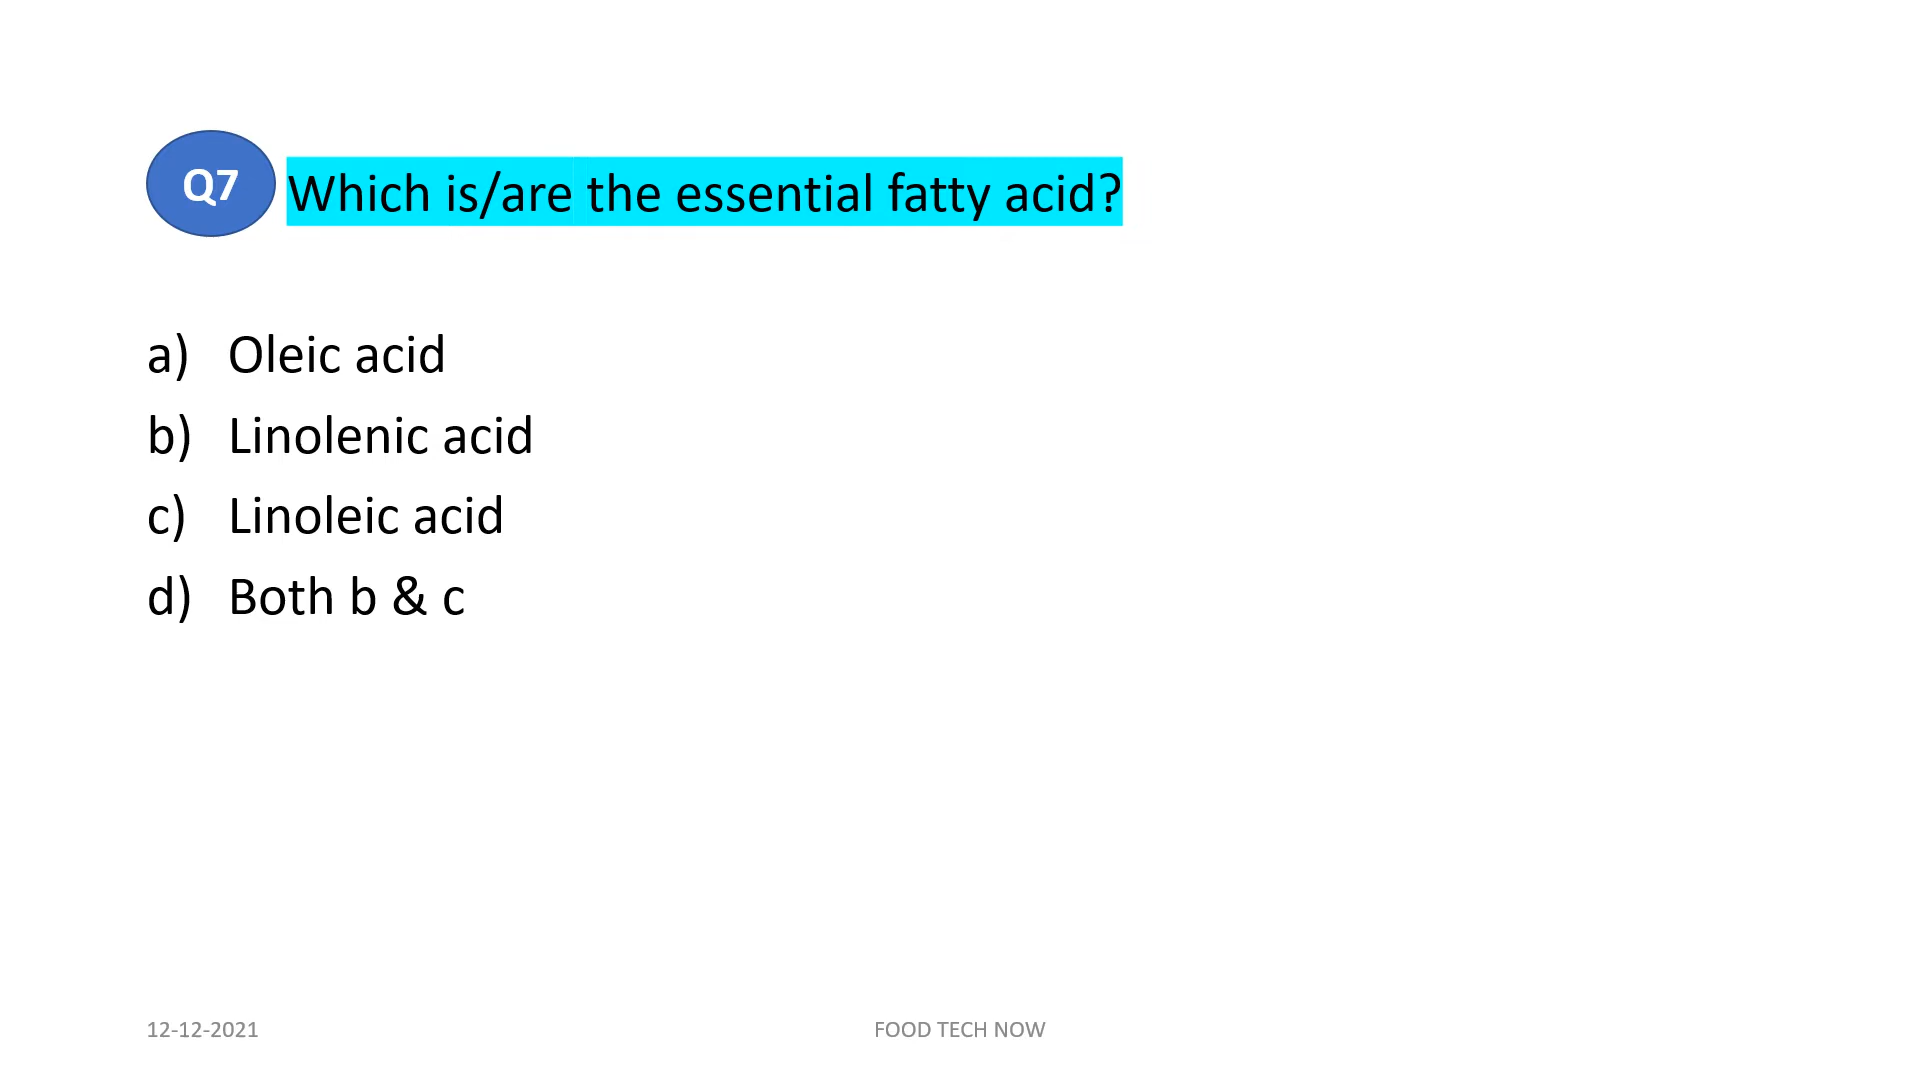 Q7 Which is/are the essential fatty acid?
a) Oleic acid
b) Linolenic acid
c) Linoleic acid
d) Both b & c
12-12-2021 FOOD TECH NOW